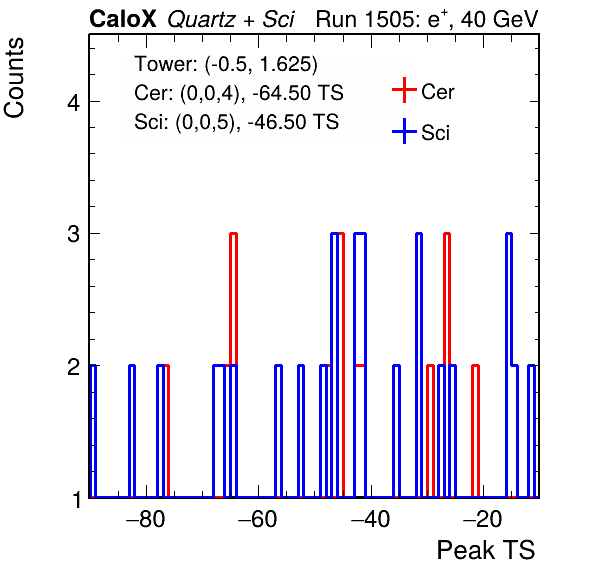 CaloX Quartz + Sci Run 1505: e⁺, 40 GeV
Counts
Tower: (-0.5, 1.625)
Cer: (0,0,4), -64.50 TS
Sci: (0,0,5), -46.50 TS
Cer
Sci
4
3
2
1
−80 −60 −40 −20
Peak TS